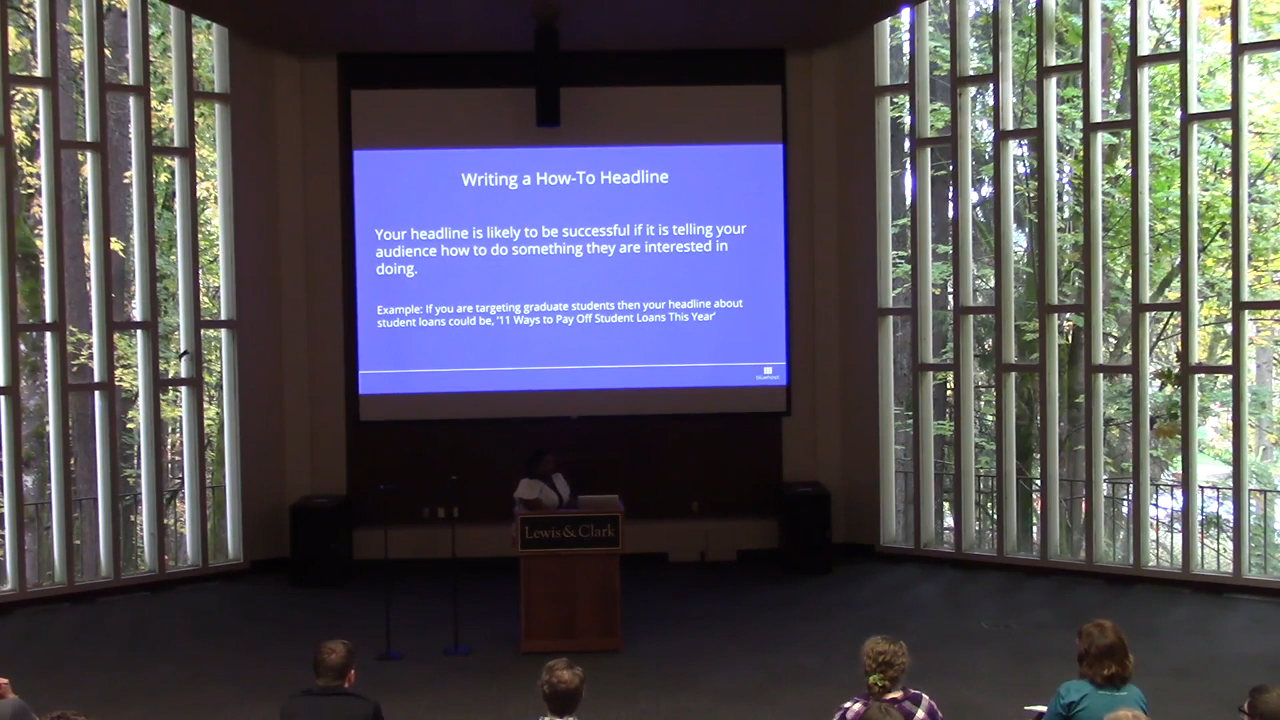 Writing a How-To Headline
Your headline is likely to be successful if it is telling your
audience how to do something they are interested in
doing.
Example: If you are targeting graduate students then your headline about
student loans could be, '11 Ways to Pay Off Student Loans This Year'
Lewis & Clark